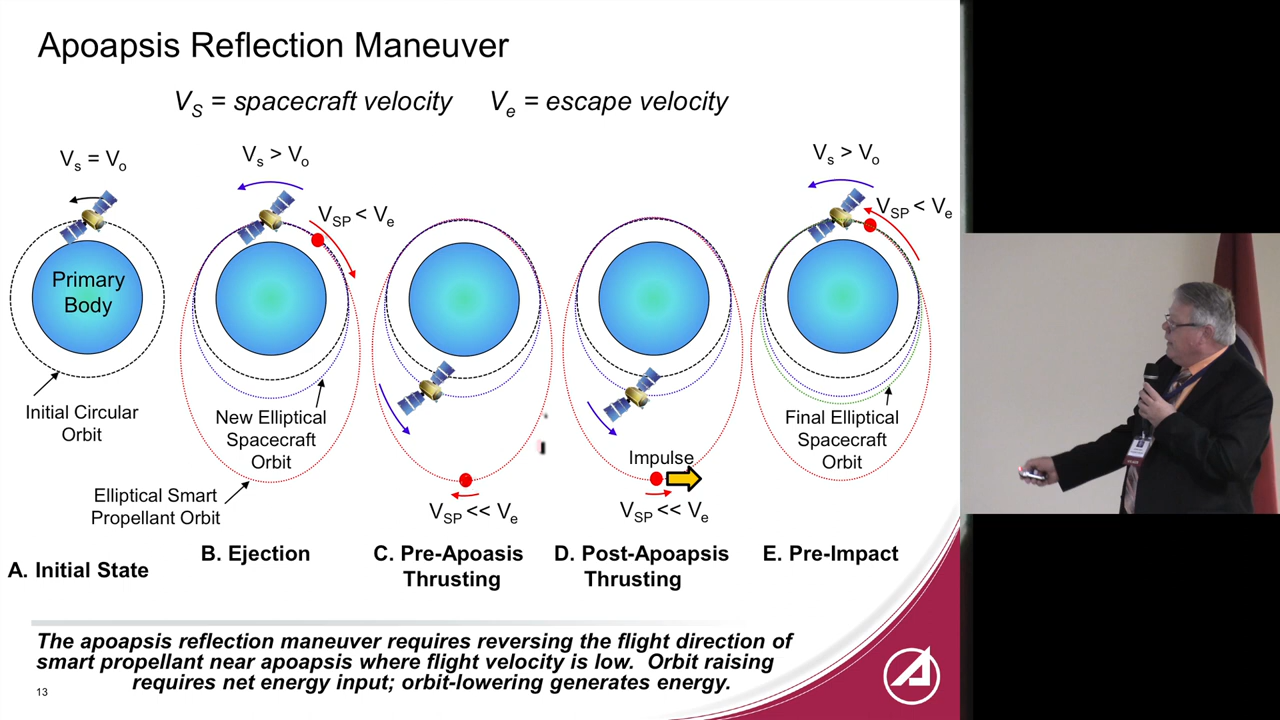 Apoapsis Reflection Maneuver
VS = spacecraft velocity Ve = escape velocity
Vs = Vo
Primary
Body
Initial Circular
Orbit
A. Initial State
Vs > Vo
VSP < Ve
New Elliptical
Spacecraft
Orbit
Elliptical Smart
Propellant Orbit
B. Ejection
VSP << Ve
C. Pre-Apoasis
Thrusting
Impulse
VSP << Ve
D. Post-Apoapsis
Thrusting
Vs > Vo
VSP < Ve
Final Elliptical
Spacecraft
Orbit
E. Pre-Impact
The apoapsis reflection maneuver requires reversing the flight direction of
smart propellant near apoapsis where flight velocity is low. Orbit raising
requires net energy input; orbit-lowering generates energy.
13